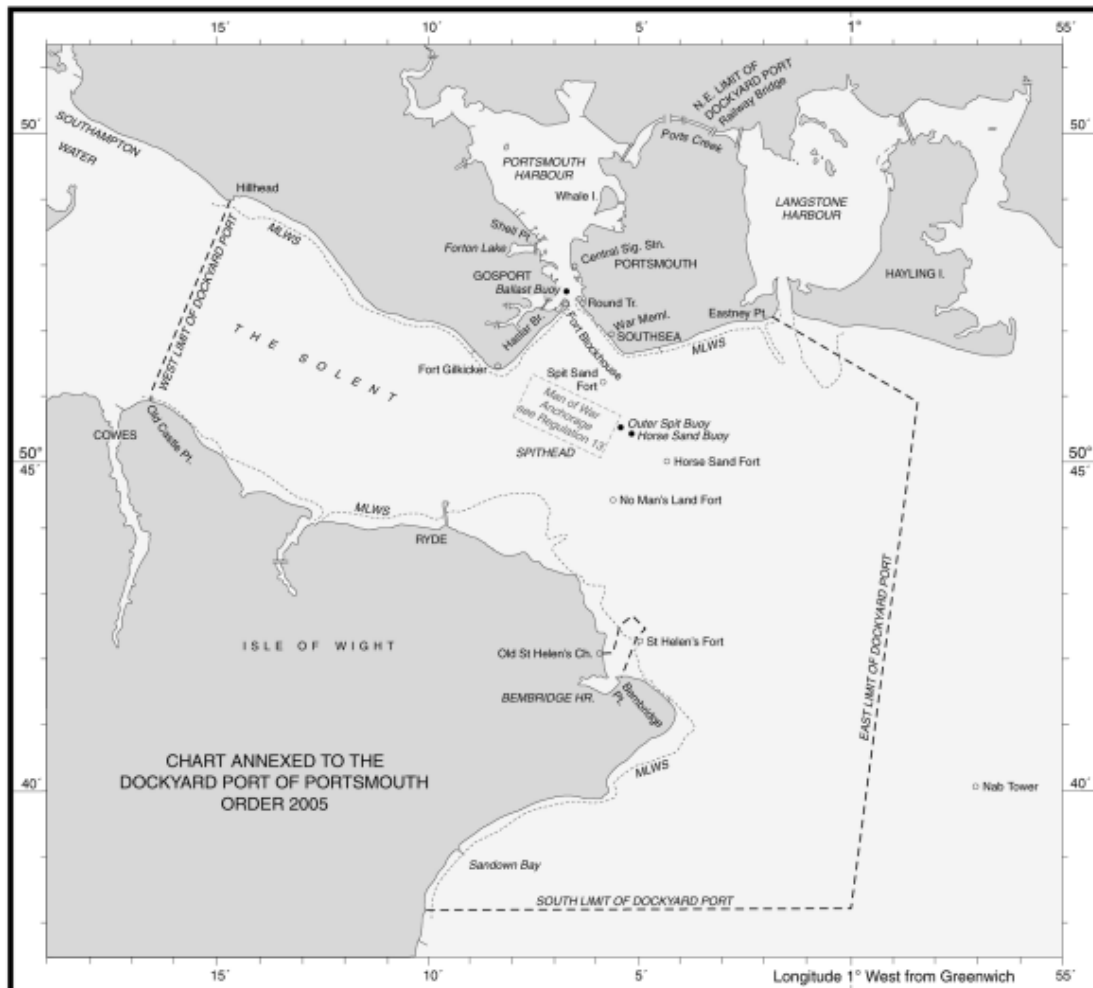 15´ 10´ 5´ 1° 55´
50´
50°
45´
40´
50´
50°
45´
40´
15´ 10´ 5´ 1° 55´
SOUTHAMPTON
WATER
Hillhead
MLWS
WEST LIMIT OF DOCKYARD PORT
THE SOLENT
N.E. LIMIT OF
DOCKYARD PORT
Railway Bridge
Ports Creek
PORTSMOUTH
HARBOUR
Whale I.
LANGSTONE
HARBOUR
Shell Pt.
Forton Lake
Central Sig. Stn.
PORTSMOUTH
HAYLING I.
GOSPORT
Ballast Buoy
Round Tr.
Haslar Br.
Fort Blockhouse
War Meml.
SOUTHSEA
Eastney Pt.
MLWS
Fort Gilkicker
Spit Sand
Fort
Man of War
Anchorage
see Regulation 13
Outer Spit Buoy
Horse Sand Buoy
SPITHEAD
Horse Sand Fort
No Man's Land Fort
COWES
Old Castle Pt.
MLWS
RYDE
ISLE OF WIGHT
Old St Helen's Ch.
St Helen's Fort
BEMBRIDGE HR.
Bembridge
Pt.
MLWS
EAST LIMIT OF DOCKYARD PORT
CHART ANNEXED TO THE
DOCKYARD PORT OF PORTSMOUTH
ORDER 2005
Nab Tower
Sandown Bay
SOUTH LIMIT OF DOCKYARD PORT
Longitude 1° West from Greenwich